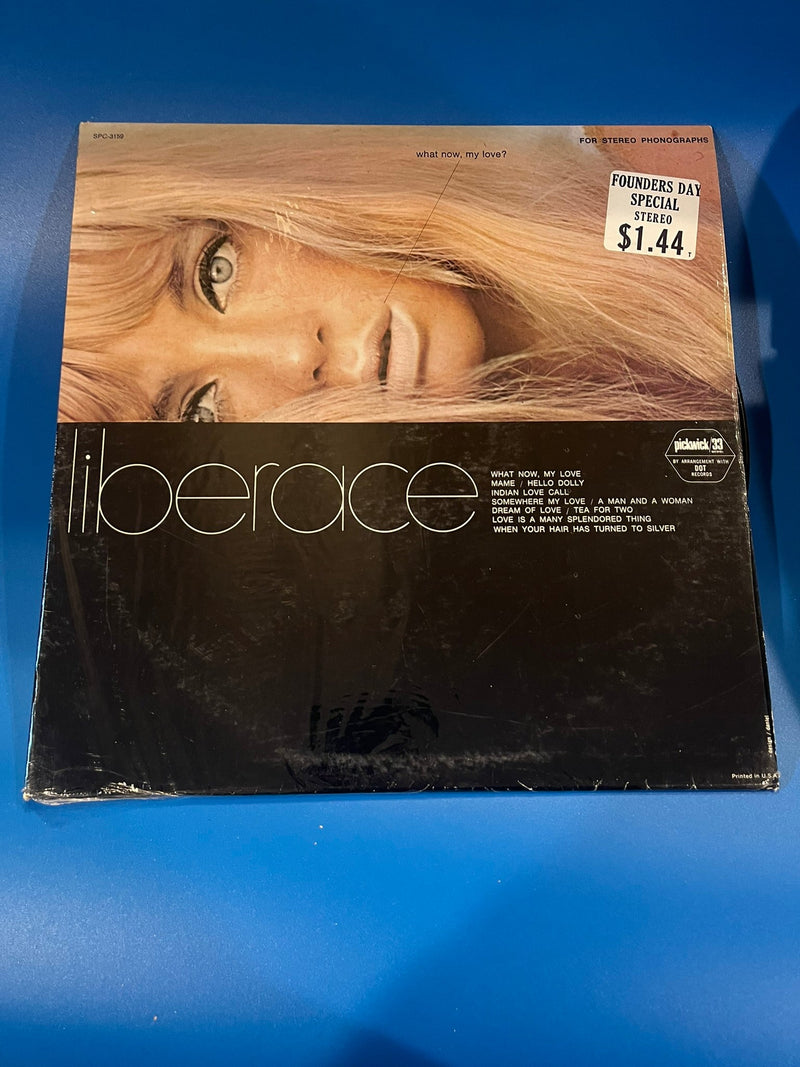 SPC-3159
FOR STEREO PHONOGRAPHS
what now, my love?
FOUNDERS DAY
SPECIAL
STEREO
$1.44
T
liberace
WHAT NOW, MY LOVE
MAME / HELLO DOLLY
INDIAN LOVE CALL
SOMEWHERE MY LOVE / A MAN AND A WOMAN
DREAM OF LOVE / TEA FOR TWO
LOVE IS A MANY SPLENDORED THING
WHEN YOUR HAIR HAS TURNED TO SILVER
pickwick/33
BY ARRANGEMENT WITH
DOT
RECORDS
design / daniel
Printed in U.S.A.